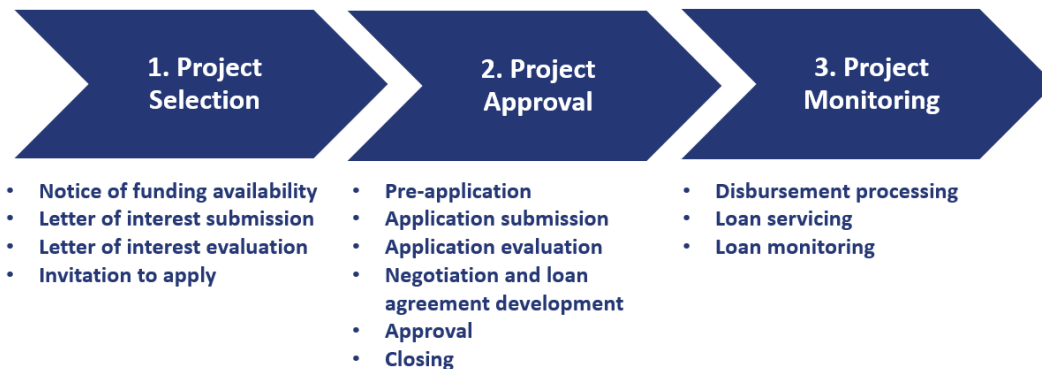 1. Project
Selection
• Notice of funding availability
• Letter of interest submission
• Letter of interest evaluation
• Invitation to apply
2. Project
Approval
• Pre-application
• Application submission
• Application evaluation
• Negotiation and loan
agreement development
• Approval
• Closing
3. Project
Monitoring
• Disbursement processing
• Loan servicing
• Loan monitoring